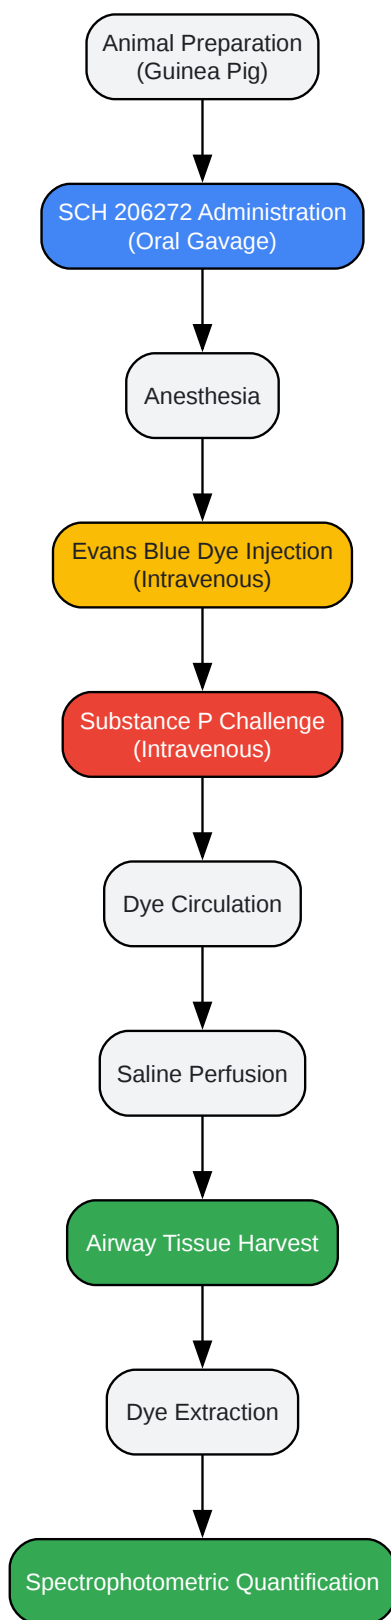 Animal Preparation
(Guinea Pig)
SCH 206272 Administration
(Oral Gavage)
Anesthesia
Evans Blue Dye Injection
(Intravenous)
Substance P Challenge
(Intravenous)
Dye Circulation
Saline Perfusion
Airway Tissue Harvest
Dye Extraction
Spectrophotometric Quantification